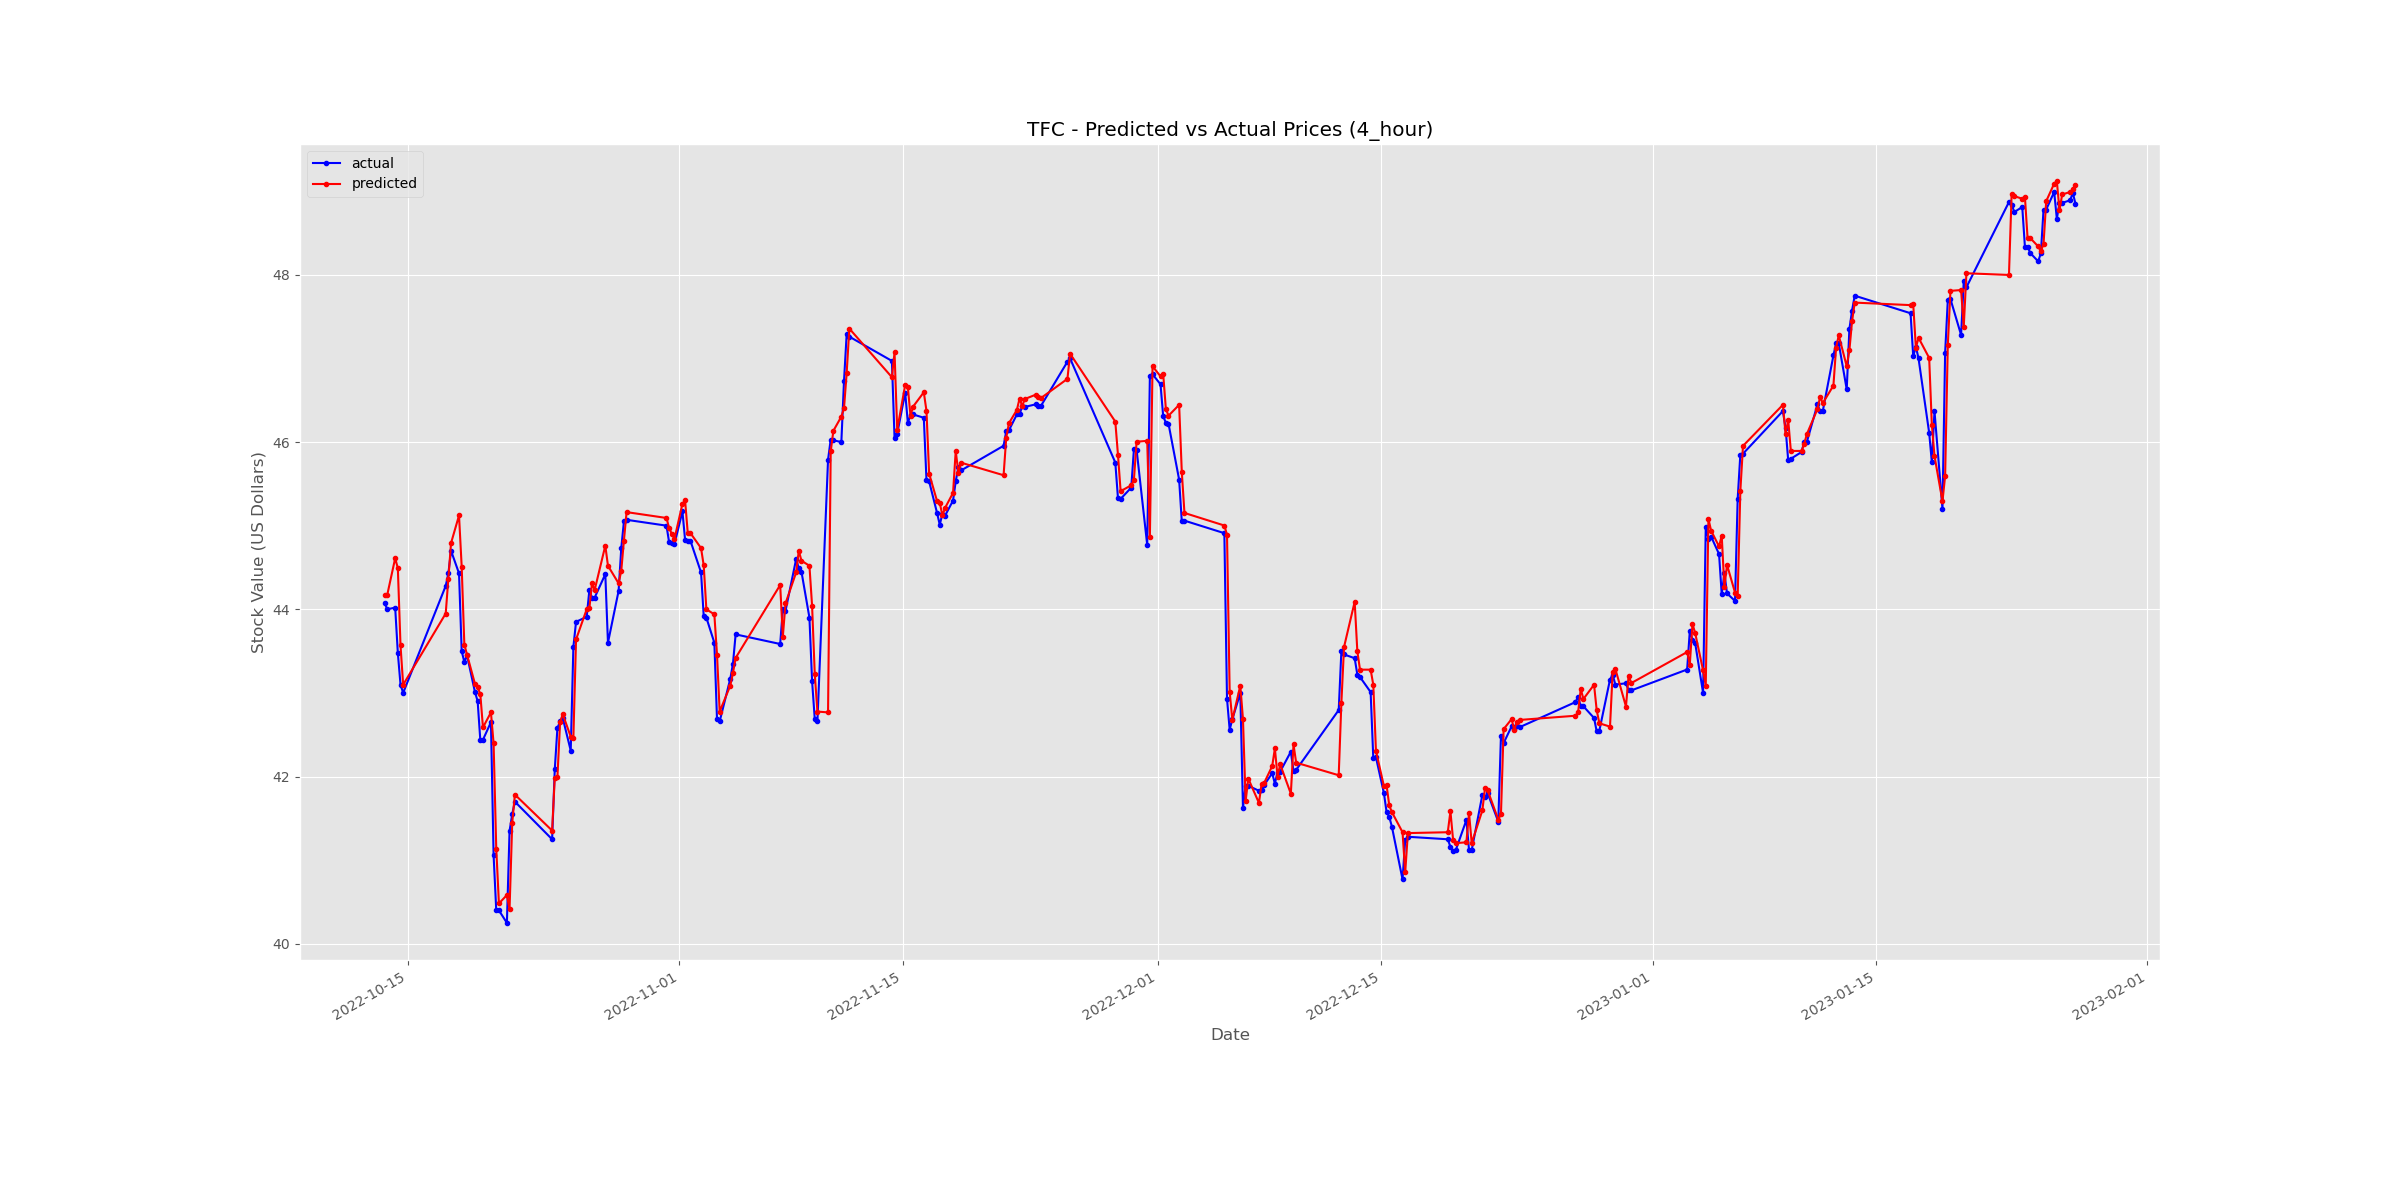 TFC - Predicted vs Actual Prices (4_hour)
actual
predicted
Stock Value (US Dollars)
48
46
44
42
40
2022-10-15
2022-11-01
2022-11-15
2022-12-01
2022-12-15
2023-01-01
2023-01-15
2023-02-01
Date